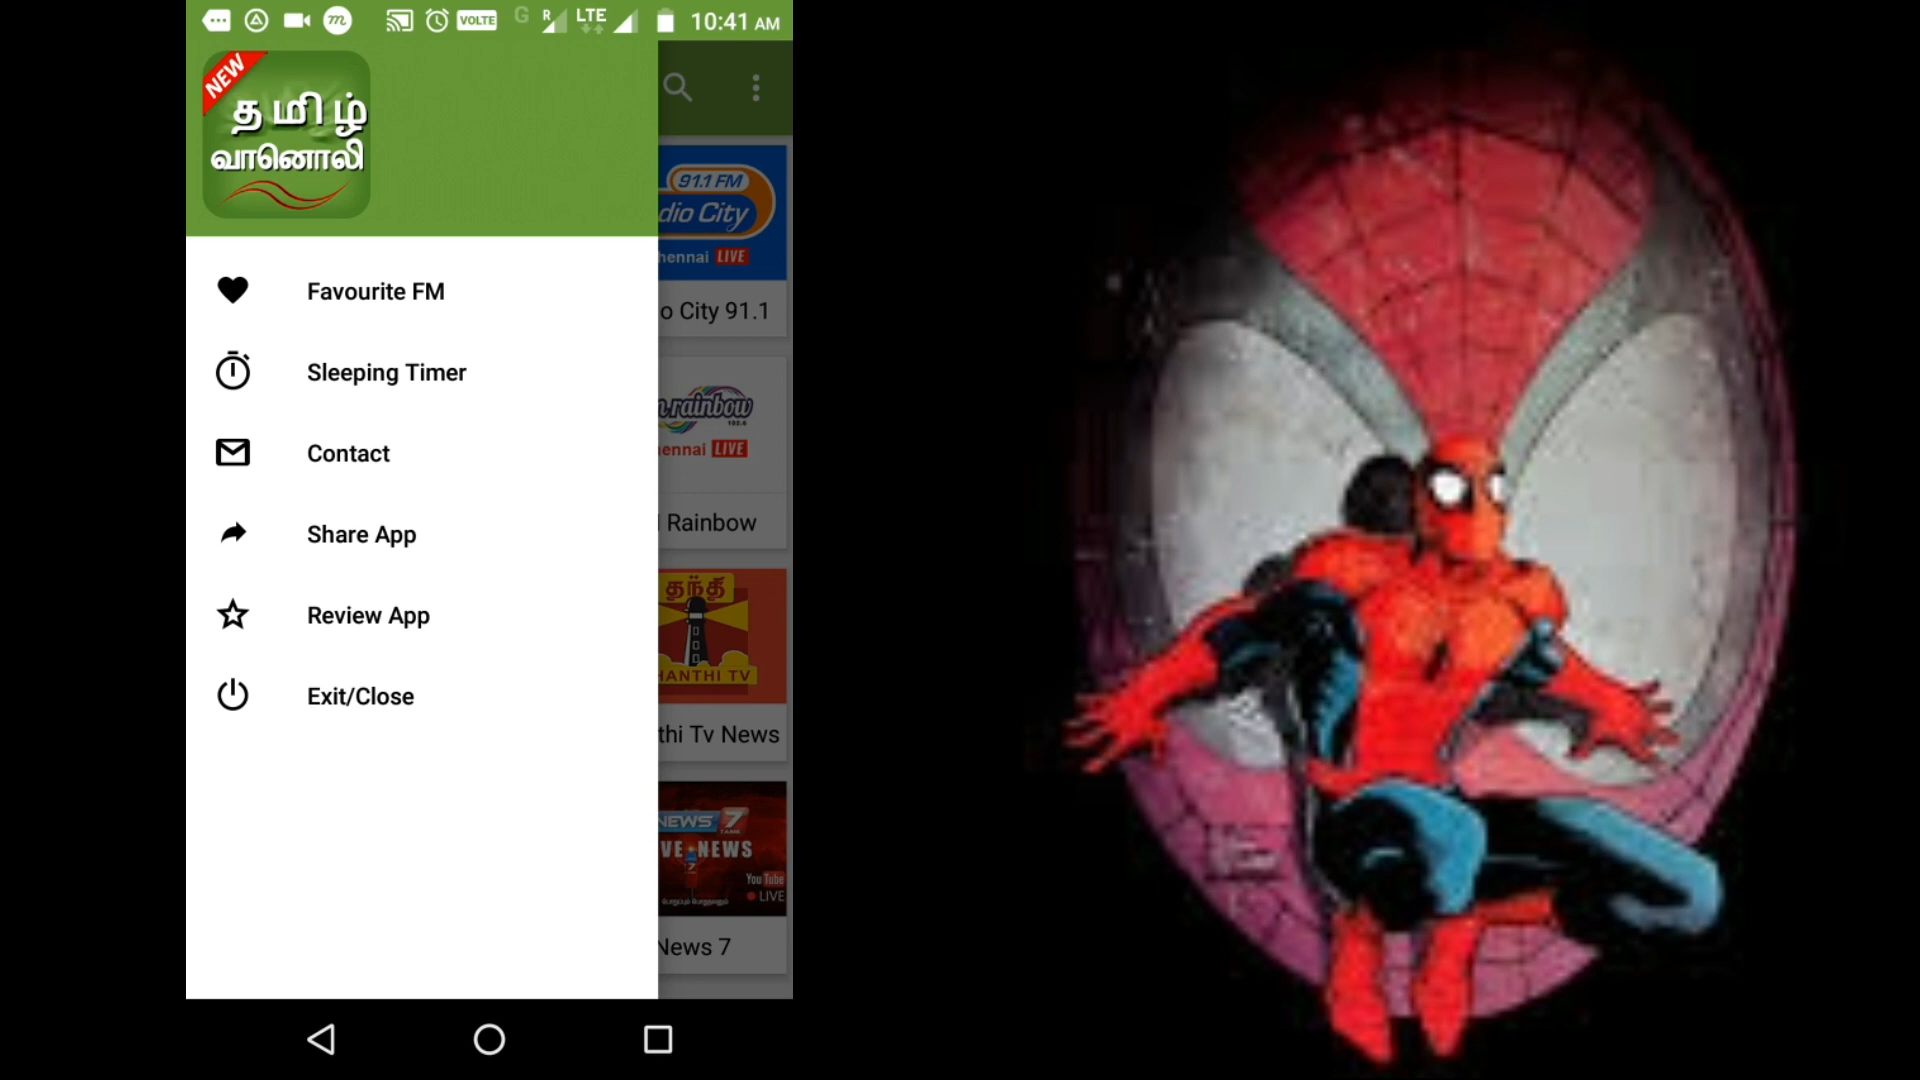 VOLTE G R LTE 10:41 AM
NEW
தமிழ்
வானொலி
Favourite FM
Sleeping Timer
Contact
Share App
Review App
Exit/Close
91.1 FM
dio City
hennai LIVE
o City 91.1
rainbow
ennai LIVE
Rainbow
தந்தி
HANTHI TV
thi Tv News
NEWS 7
VE NEWS
You Tube
LIVE
News 7